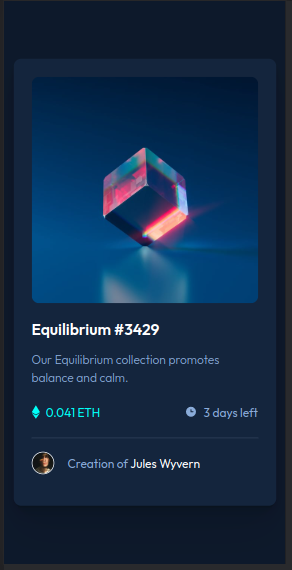 Equilibrium #3429
Our Equilibrium collection promotes
balance and calm.
0.041 ETH
3 days left
Creation of Jules Wyvern